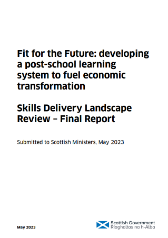 Fit for the Future: developing
a post-school learning
system to fuel economic
transformation
Skills Delivery Landscape
Review – Final Report
Submitted to Scottish Ministers, May 2023
May 2023
Scottish Government
Riaghaltas na h-Alba